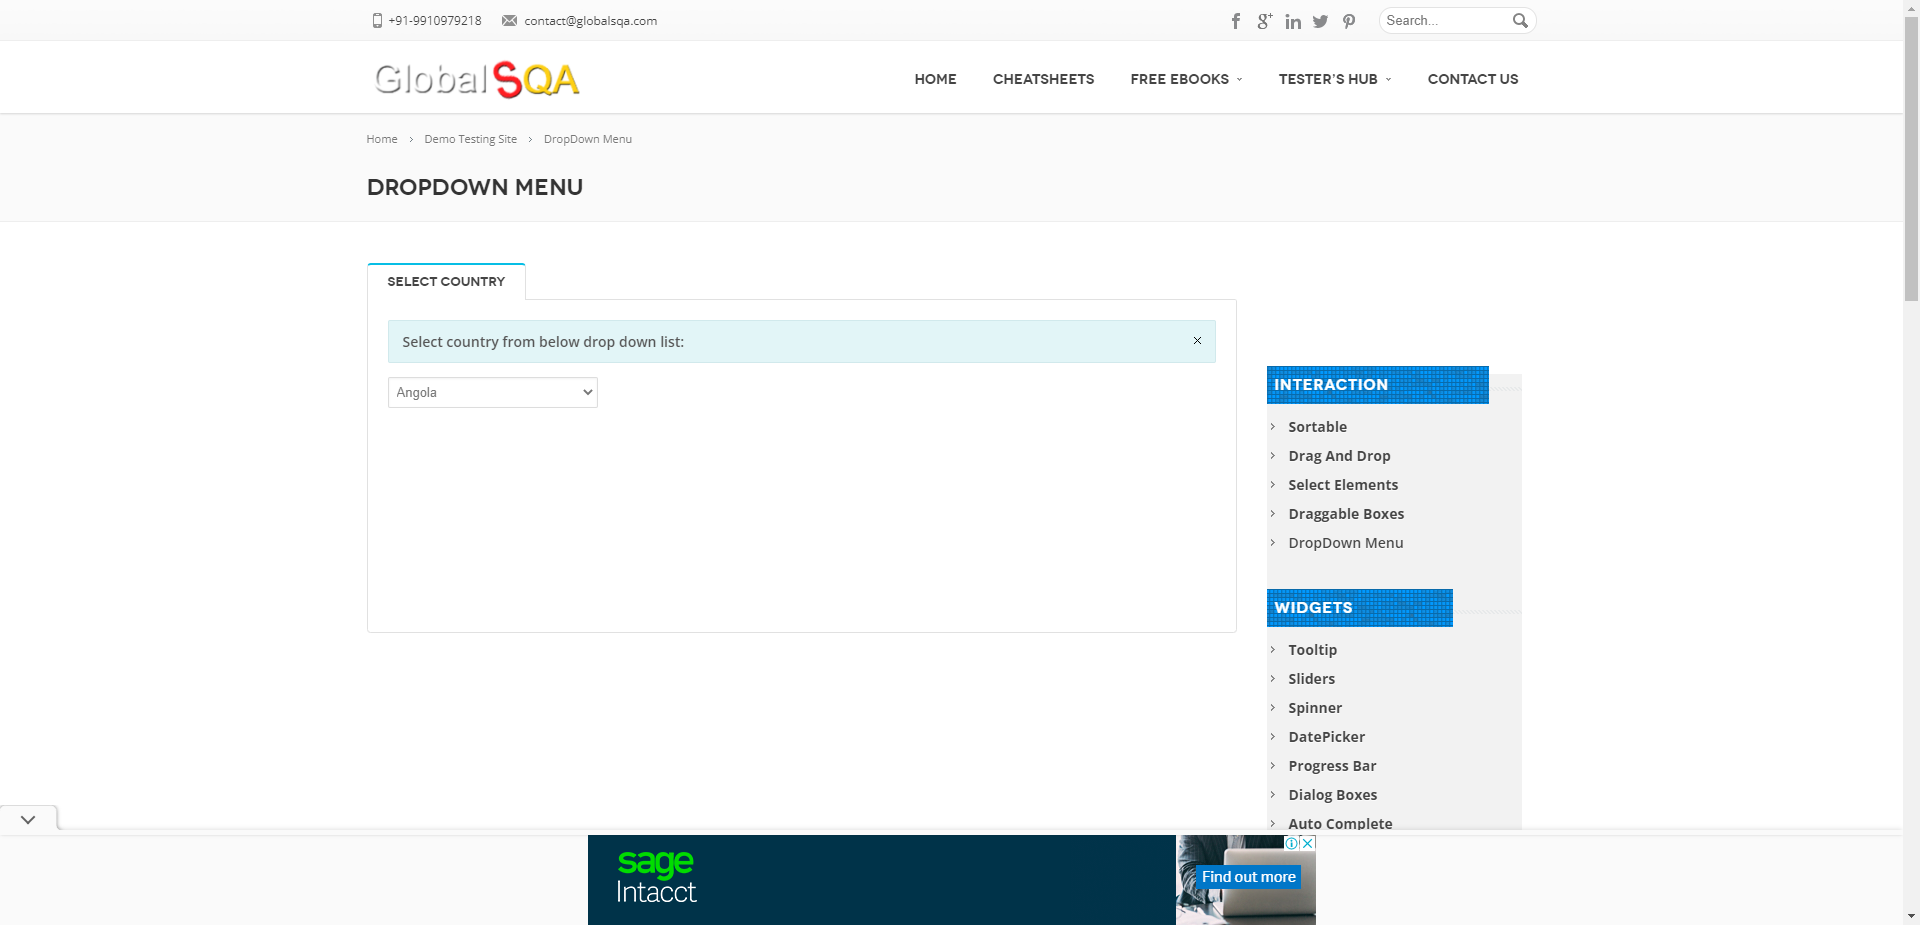 +91-9910979218 contact@globalsqa.com
Search...
GlobalSQA
HOME CHEATSHEETS FREE EBOOKS TESTER'S HUB CONTACT US
Home > Demo Testing Site > DropDown Menu
DROPDOWN MENU
SELECT COUNTRY
Select country from below drop down list:
Angola
INTERACTION
Sortable
Drag And Drop
Select Elements
Draggable Boxes
DropDown Menu
WIDGETS
Tooltip
Sliders
Spinner
DatePicker
Progress Bar
Dialog Boxes
Auto Complete
sage
Intacct
Find out more